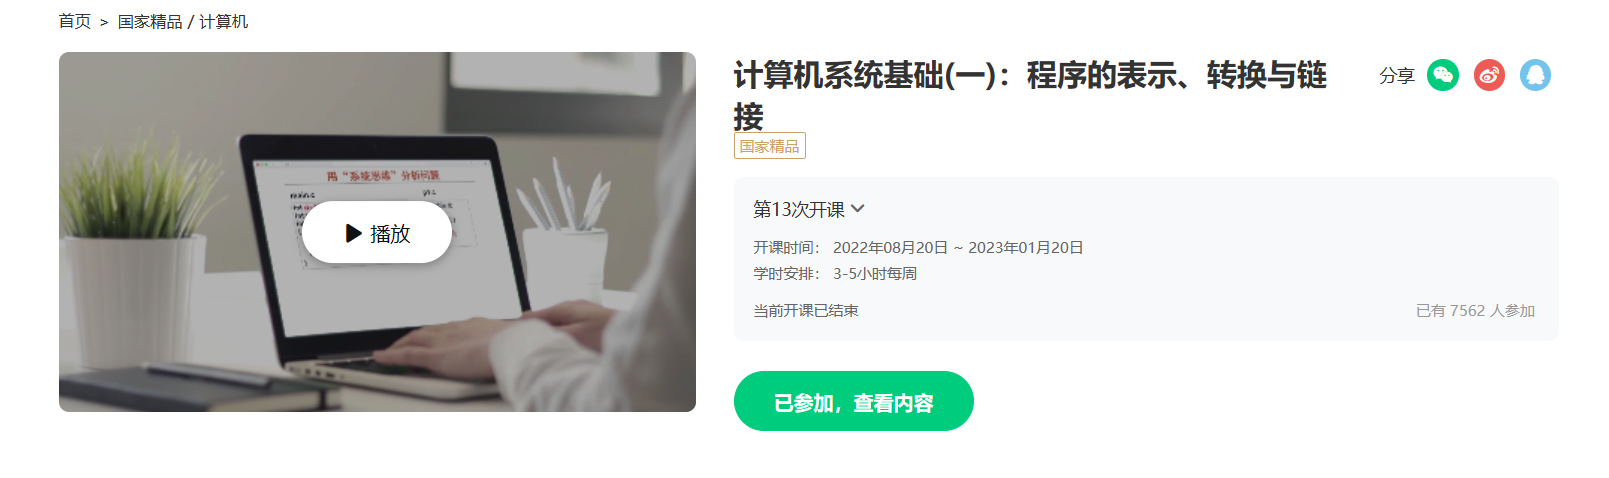 首页 > 国家精品 / 计算机
用“系统思维”分析问题
播放
计算机系统基础(一)：程序的表示、转换与链
接
分享
国家精品
第13次开课
开课时间： 2022年08月20日 ~ 2023年01月20日
学时安排： 3-5小时每周
当前开课已结束
已有 7562 人参加
已参加，查看内容